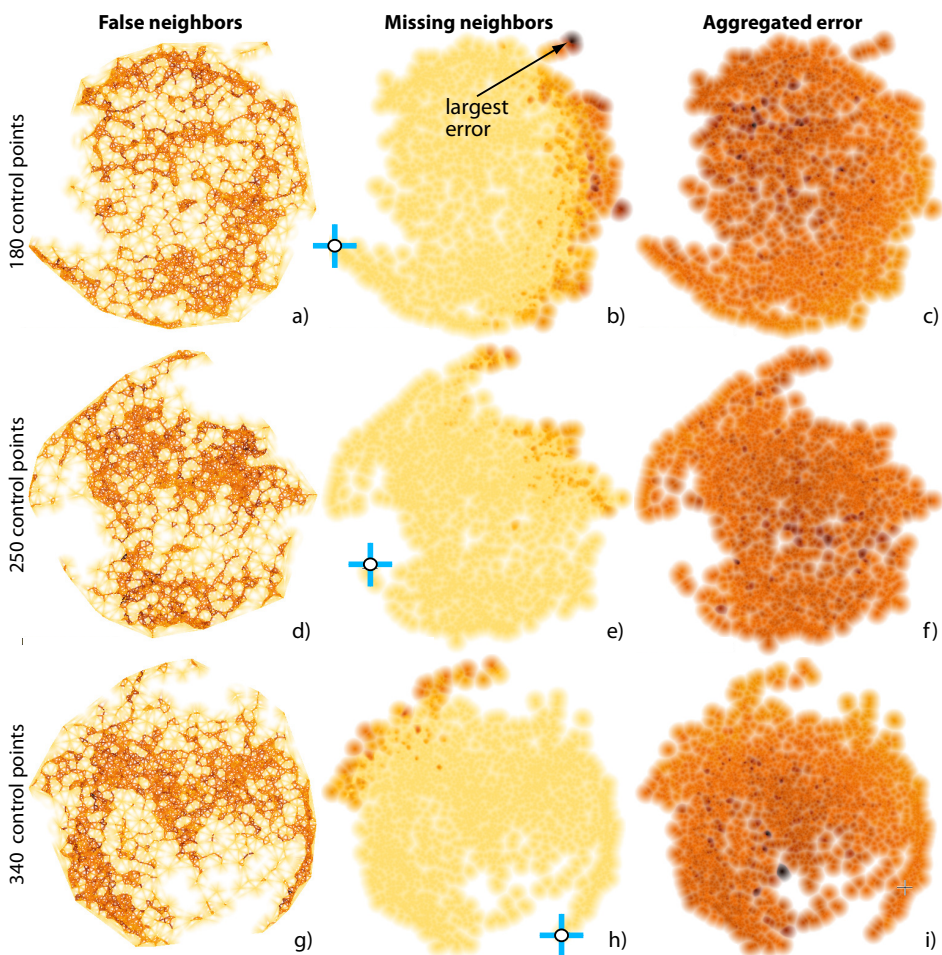 False neighbors
Missing neighbors
Aggregated error
180 control points
largest
error
a)
b)
c)
250 control points
d)
e)
f)
340 control points
g)
h)
i)